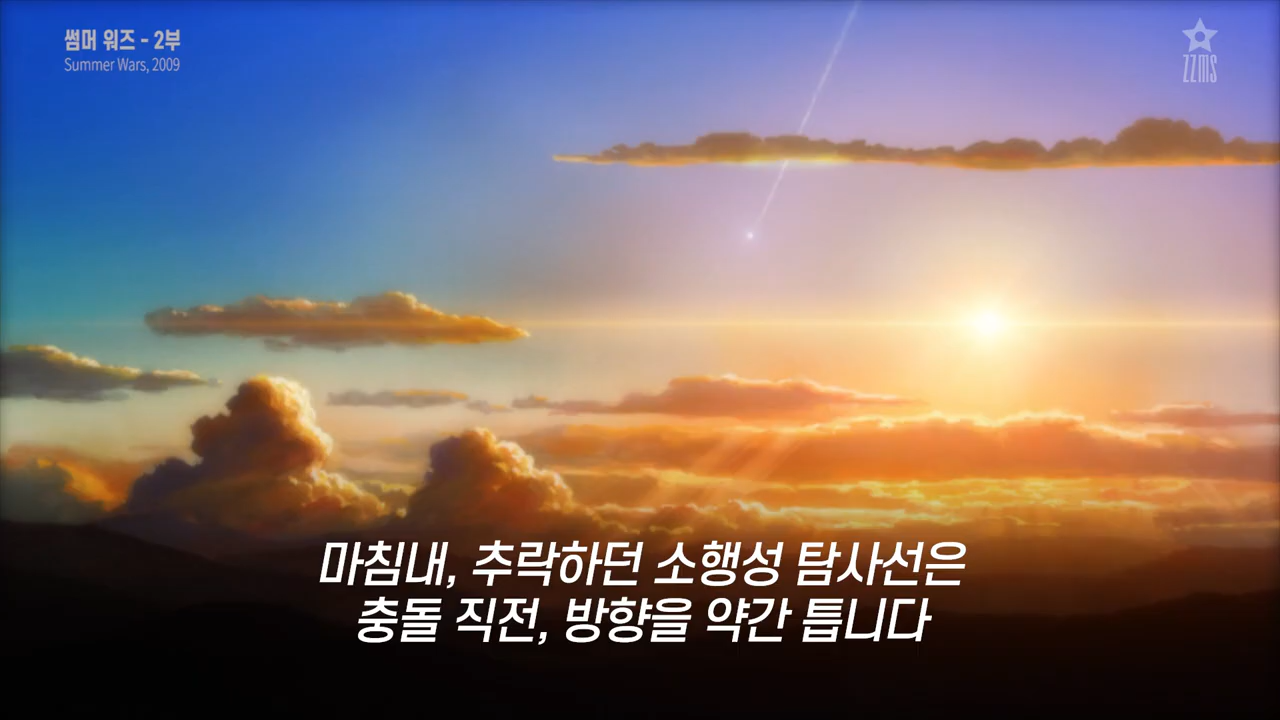 썸머 워즈 - 2부
Summer Wars, 2009
ZZMS
마침내, 추락하던 소행성 탐사선은
충돌 직전, 방향을 약간 틉니다